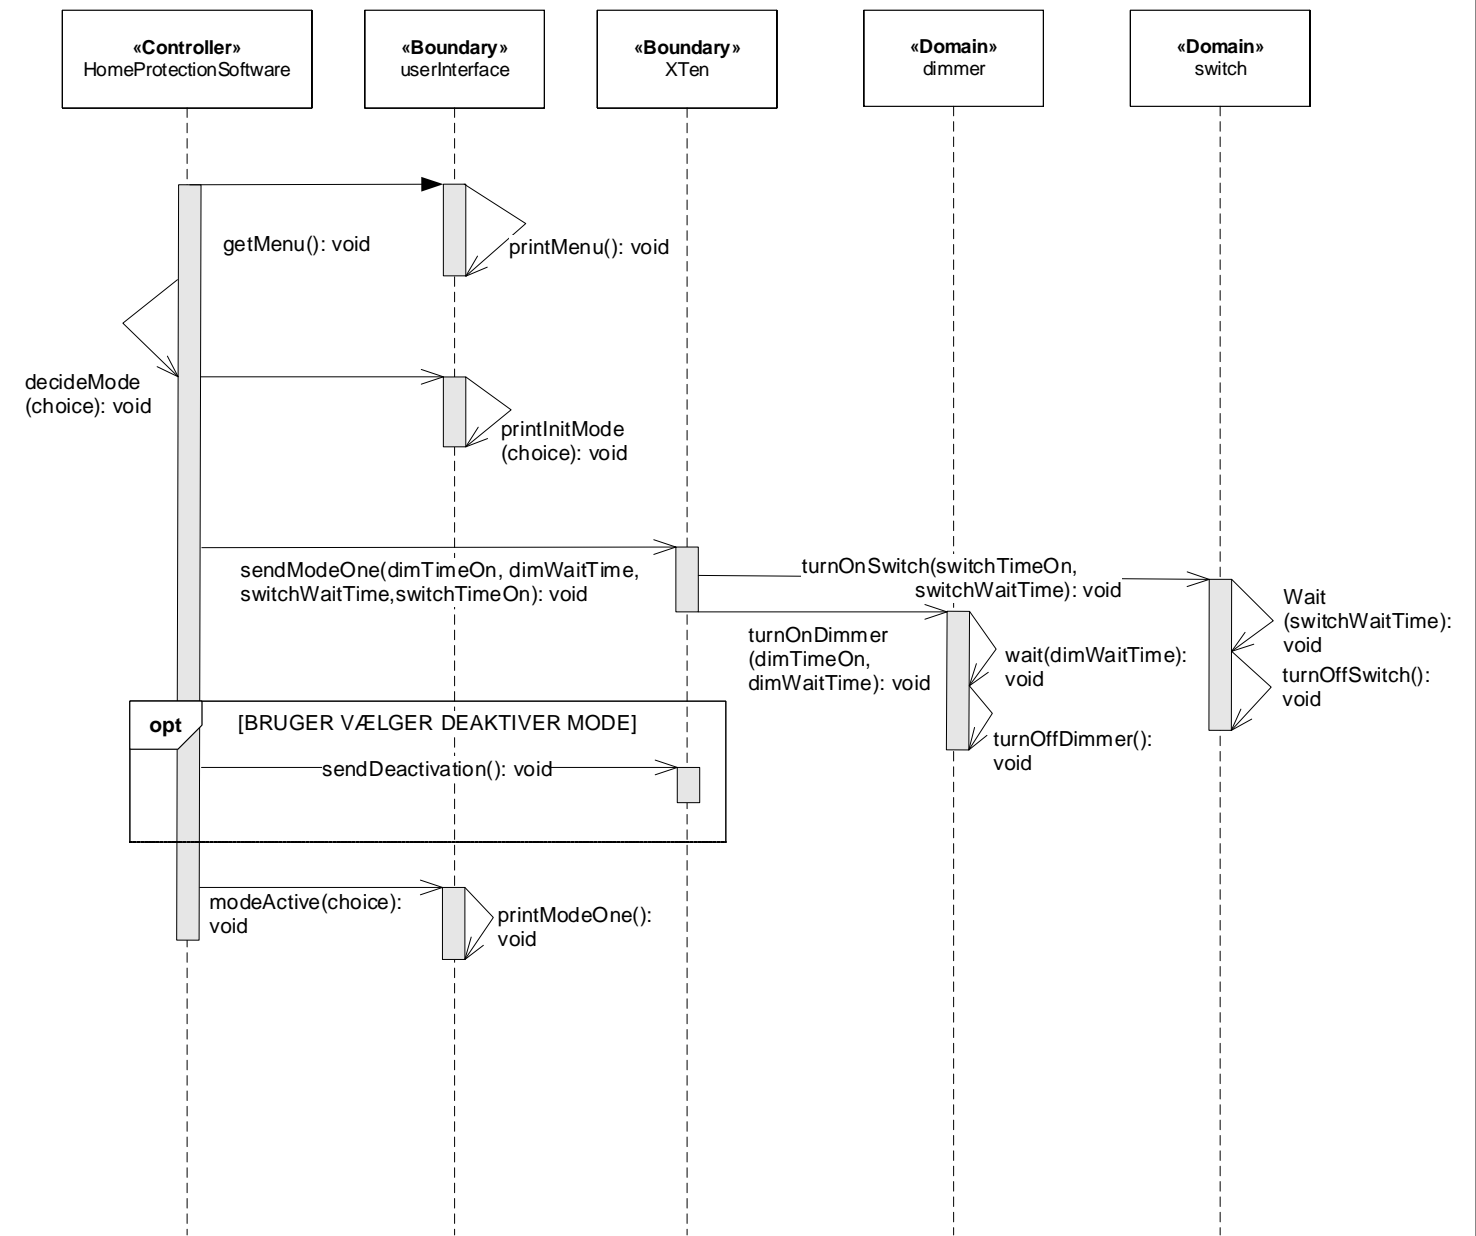 «Controller»
HomeProtectionSoftware
«Boundary»
userInterface
«Boundary»
XTen
«Domain»
dimmer
«Domain»
switch
getMenu(): void
printMenu(): void
decideMode
(choice): void
printInitMode
(choice): void
sendModeOne(dimTimeOn, dimWaitTime,
switchWaitTime,switchTimeOn): void
turnOnSwitch(switchTimeOn,
switchWaitTime): void
Wait
(switchWaitTime):
void
turnOnDimmer
(dimTimeOn,
dimWaitTime): void
wait(dimWaitTime):
void
turnOffSwitch():
void
turnOffDimmer():
void
opt
[BRUGER VÆLGER DEAKTIVER MODE]
sendDeactivation(): void
modeActive(choice):
void
printModeOne():
void